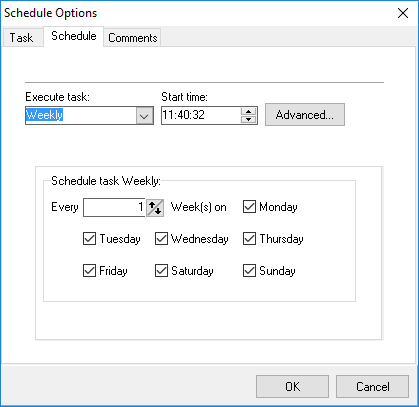 Schedule Options
Task Schedule Comments
Execute task: Start time:
Weekly 11:40:32 Advanced...
Schedule task Weekly:
Every 1 Week(s) on Monday
Tuesday Wednesday Thursday
Friday Saturday Sunday
OK Cancel